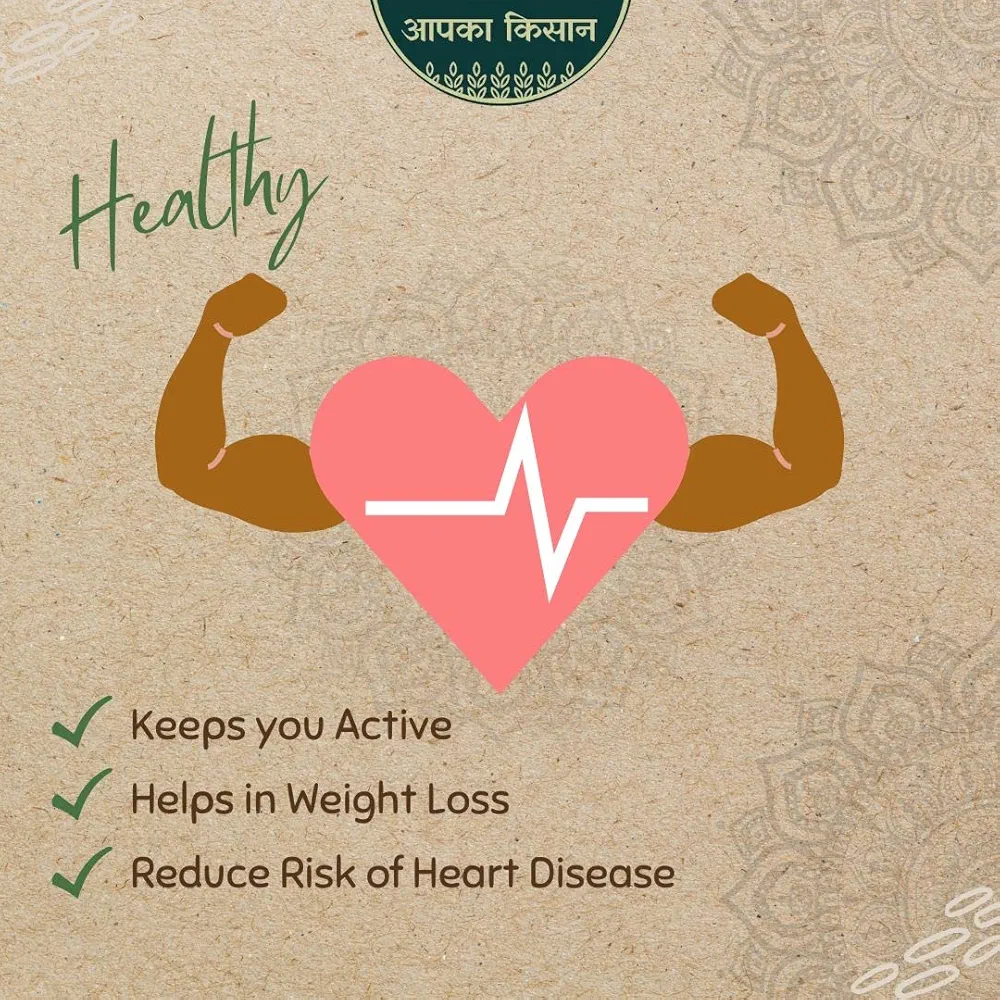 आपका किसान
Healthy
Keeps you Active
Helps in Weight Loss
Reduce Risk of Heart Disease